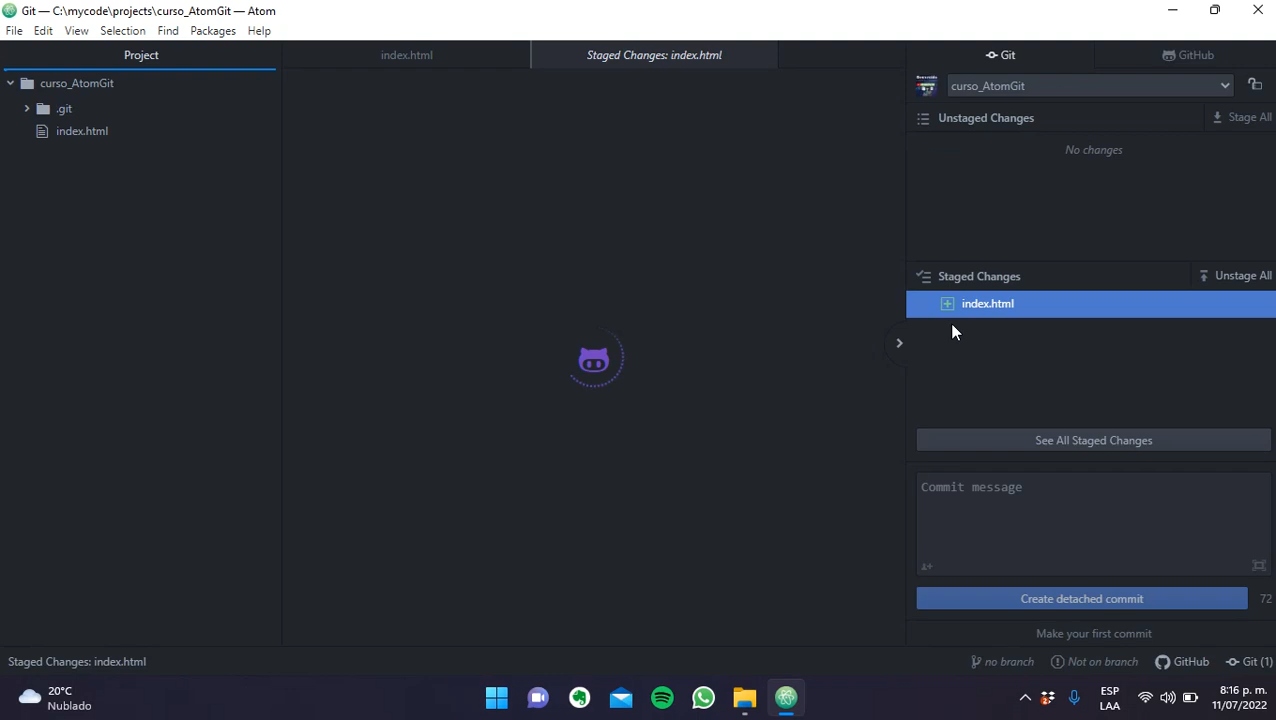 Git — C:\mycode\projects\curso_AtomGit — Atom
File Edit View Selection Find Packages Help
Project
index.html
Staged Changes: index.html
Git
GitHub
curso_AtomGit
.git
index.html
curso_AtomGit
Unstaged Changes
Stage All
No changes
Staged Changes
Unstage All
index.html
See All Staged Changes
Commit message
Create detached commit
72
Make your first commit
Staged Changes: index.html
no branch
Not on branch
GitHub
Git (1)
20°C
Nublado
ESP
LAA
8:16 p. m.
11/07/2022